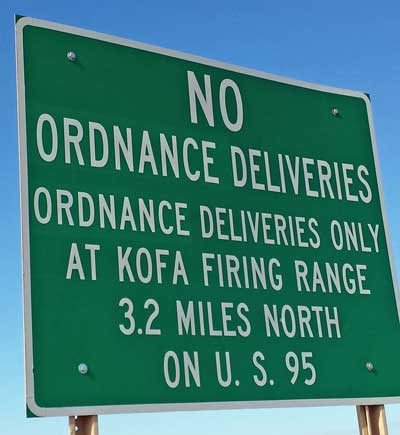 NO
ORDNANCE DELIVERIES
ORDNANCE DELIVERIES ONLY
AT KOFA FIRING RANGE
3.2 MILES NORTH
ON U. S. 95